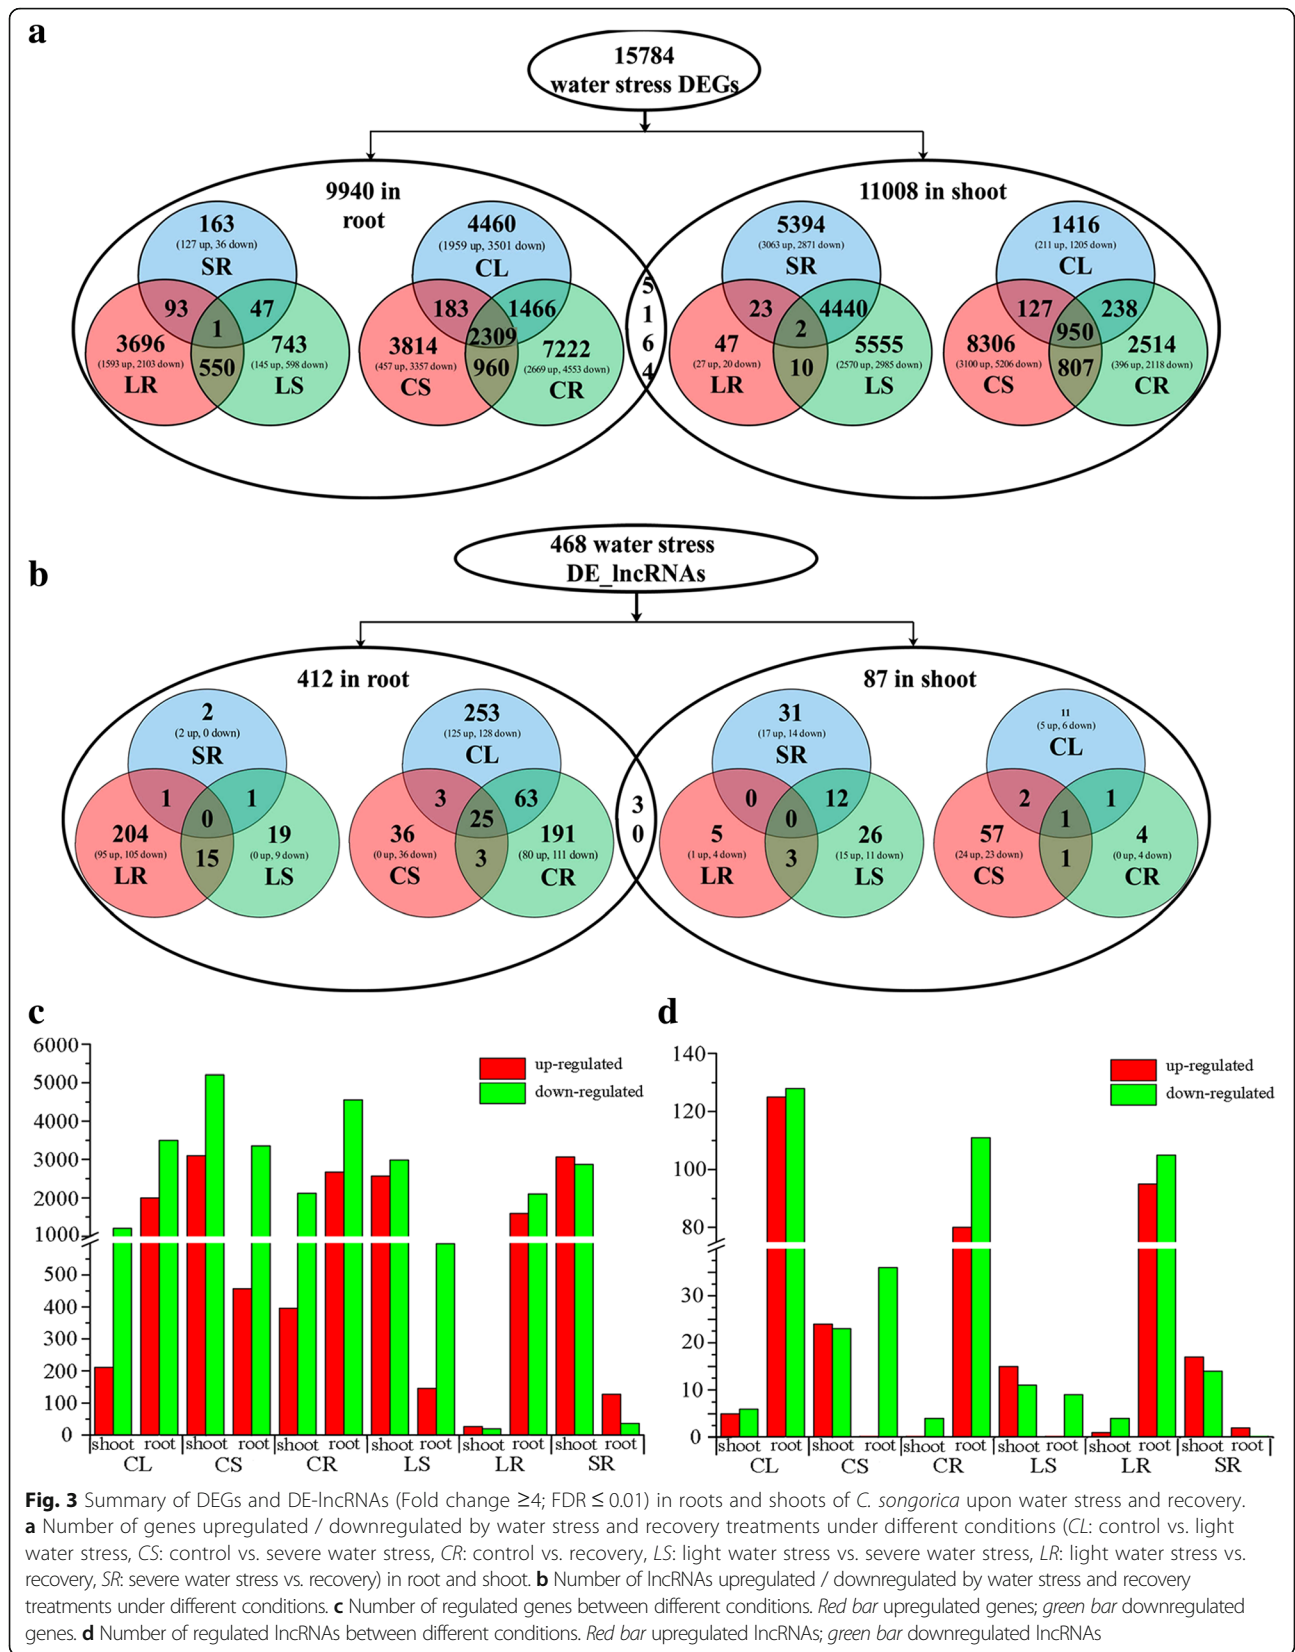 a
15784
water stress DEGs
9940 in
root
163
(127 up, 36 down)
SR
93
47
1
3696
(1593 up, 2103 down)
LR
550
743
(145 up, 598 down)
LS
4460
(1959 up, 3501 down)
CL
183
1466
2309
3814
(457 up, 3357 down)
CS
960
7222
(2669 up, 4553 down)
CR
5
1
6
4
11008 in shoot
5394
(3063 up, 2871 down)
SR
23
4440
2
47
(27 up, 20 down)
LR
10
5555
(2570 up, 2985 down)
LS
1416
(211 up, 1205 down)
CL
127
238
950
8306
(3100 up, 5206 down)
CS
807
2514
(396 up, 2118 down)
CR
b
468 water stress
DE_lncRNAs
412 in root
2
(2 up, 0 down)
SR
1
1
0
204
(95 up, 105 down)
LR
15
19
(0 up, 9 down)
LS
253
(125 up, 128 down)
CL
3
63
25
36
(0 up, 36 down)
CS
3
191
(80 up, 111 down)
CR
3
0
87 in shoot
31
(17 up, 14 down)
SR
0
12
0
5
(1 up, 4 down)
LR
3
26
(15 up, 11 down)
LS
11
(5 up, 6 down)
CL
2
1
1
57
(24 up, 23 down)
CS
1
4
(0 up, 4 down)
CR
c
6000
5000
4000
3000
2000
1000
500
400
300
200
100
0
up-regulated
down-regulated
shoot root shoot root shoot root shoot root shoot root shoot root
CL CS CR LS LR SR
d
140
120
100
80
30
20
10
0
up-regulated
down-regulated
shoot root shoot root shoot root shoot root shoot root shoot root
CL CS CR LS LR SR
Fig. 3 Summary of DEGs and DE-lncRNAs (Fold change ≥4; FDR ≤ 0.01) in roots and shoots of C. songorica upon water stress and recovery.
a Number of genes upregulated / downregulated by water stress and recovery treatments under different conditions (CL: control vs. light
water stress, CS: control vs. severe water stress, CR: control vs. recovery, LS: light water stress vs. severe water stress, LR: light water stress vs.
recovery, SR: severe water stress vs. recovery) in root and shoot. b Number of lncRNAs upregulated / downregulated by water stress and recovery
treatments under different conditions. c Number of regulated genes between different conditions. Red bar upregulated genes; green bar downregulated
genes. d Number of regulated lncRNAs between different conditions. Red bar upregulated lncRNAs; green bar downregulated lncRNAs